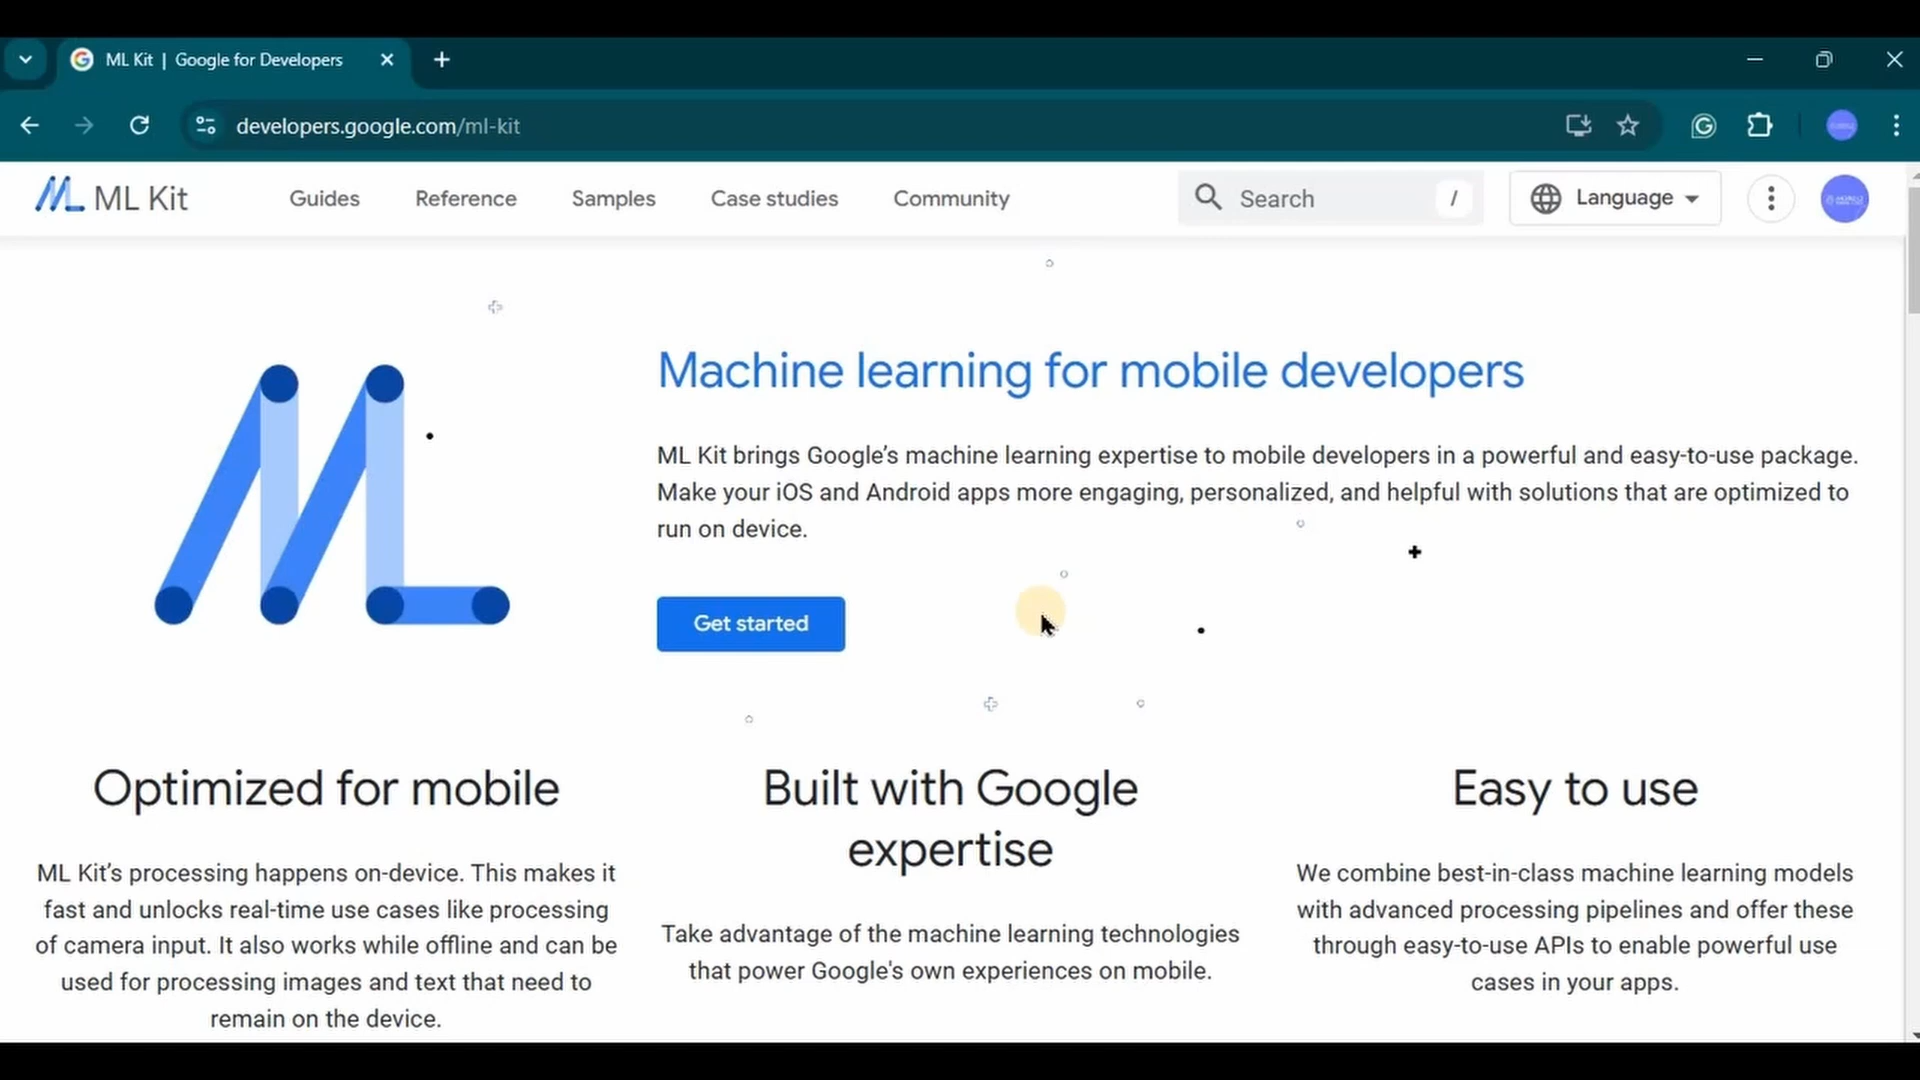 ML Kit | Google for Developers
developers.google.com/ml-kit
ML Kit
Guides
Reference
Samples
Case studies
Community
Search
/
Language
Machine learning for mobile developers
ML Kit brings Google's machine learning expertise to mobile developers in a powerful and easy-to-use package.
Make your iOS and Android apps more engaging, personalized, and helpful with solutions that are optimized to
run on device.
Get started
Optimized for mobile
ML Kit's processing happens on-device. This makes it
fast and unlocks real-time use cases like processing
of camera input. It also works while offline and can be
used for processing images and text that need to
remain on the device.
Built with Google
expertise
Take advantage of the machine learning technologies
that power Google's own experiences on mobile.
Easy to use
We combine best-in-class machine learning models
with advanced processing pipelines and offer these
through easy-to-use APIs to enable powerful use
cases in your apps.